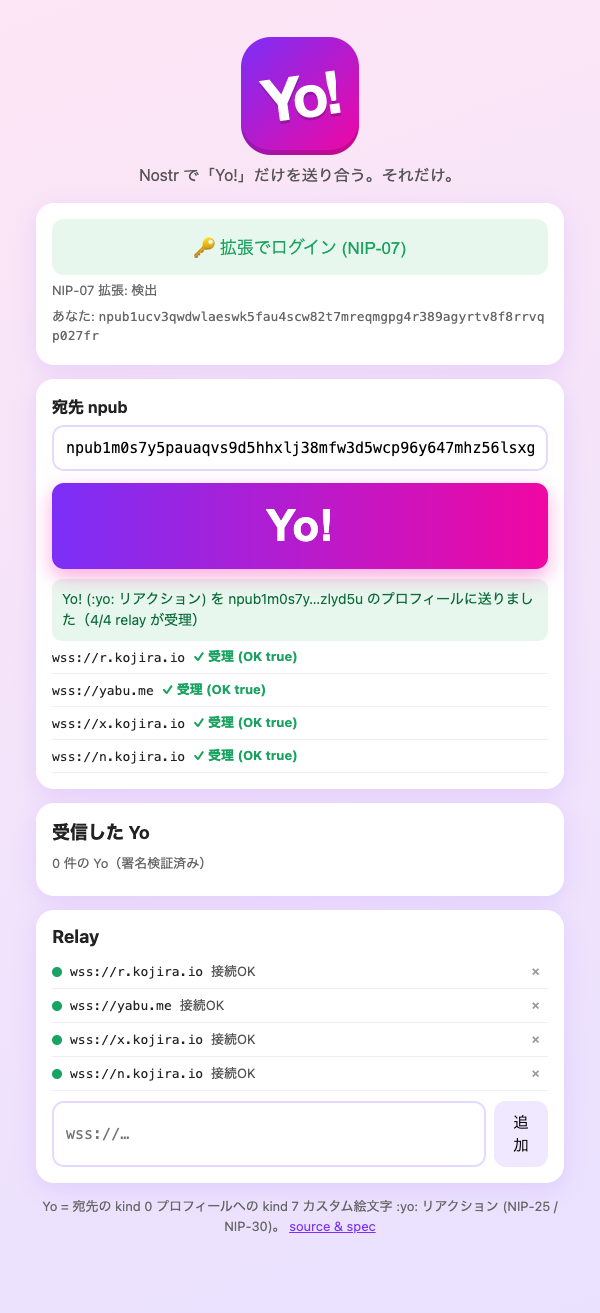 Yo!
Nostr で「Yo!」だけを送り合う。それだけ。
🔑 拡張でログイン (NIP-07)
NIP-07 拡張: 検出
あなた: npub1ucv3qwdwlaeswk5fau4scw82t7mreqmgpg4r389agyrtv8f8rrvq
p027fr
宛先 npub
npub1m0s7y5pauaqvs9d5hhxlj38mfw3d5wcp96y647mhz56lsxg
Yo!
Yo! (:yo: リアクション) を npub1m0s7y…zlyd5u のプロフィールに送りまし
た（4/4 relay が受理）
wss://r.kojira.io ✓ 受理 (OK true)
wss://yabu.me ✓ 受理 (OK true)
wss://x.kojira.io ✓ 受理 (OK true)
wss://n.kojira.io ✓ 受理 (OK true)
受信した Yo
0 件の Yo（署名検証済み）
Relay
wss://r.kojira.io 接続OK ×
wss://yabu.me 接続OK ×
wss://x.kojira.io 接続OK ×
wss://n.kojira.io 接続OK ×
wss://…
追
加
Yo = 宛先の kind 0 プロフィールへの kind 7 カスタム絵文字 :yo: リアクション (NIP-25 /
NIP-30)。 source & spec